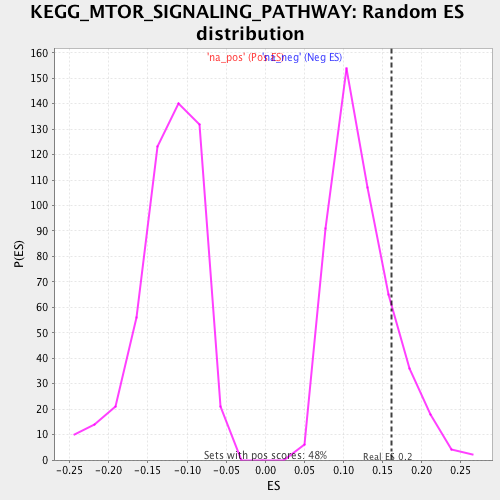 KEGG_MTOR_SIGNALING_PATHWAY: Random ES
distribution
'na_pos' (Pos ES) 'na_neg' (Neg ES)
160
150
140
130
120
110
100
90
80
70
60
50
40
30
20
10
0
P(ES)
Sets with pos scores: 48%
Real ES 0.2
-0.25 -0.20 -0.15 -0.10 -0.05 0.00 0.05 0.10 0.15 0.20 0.25
ES